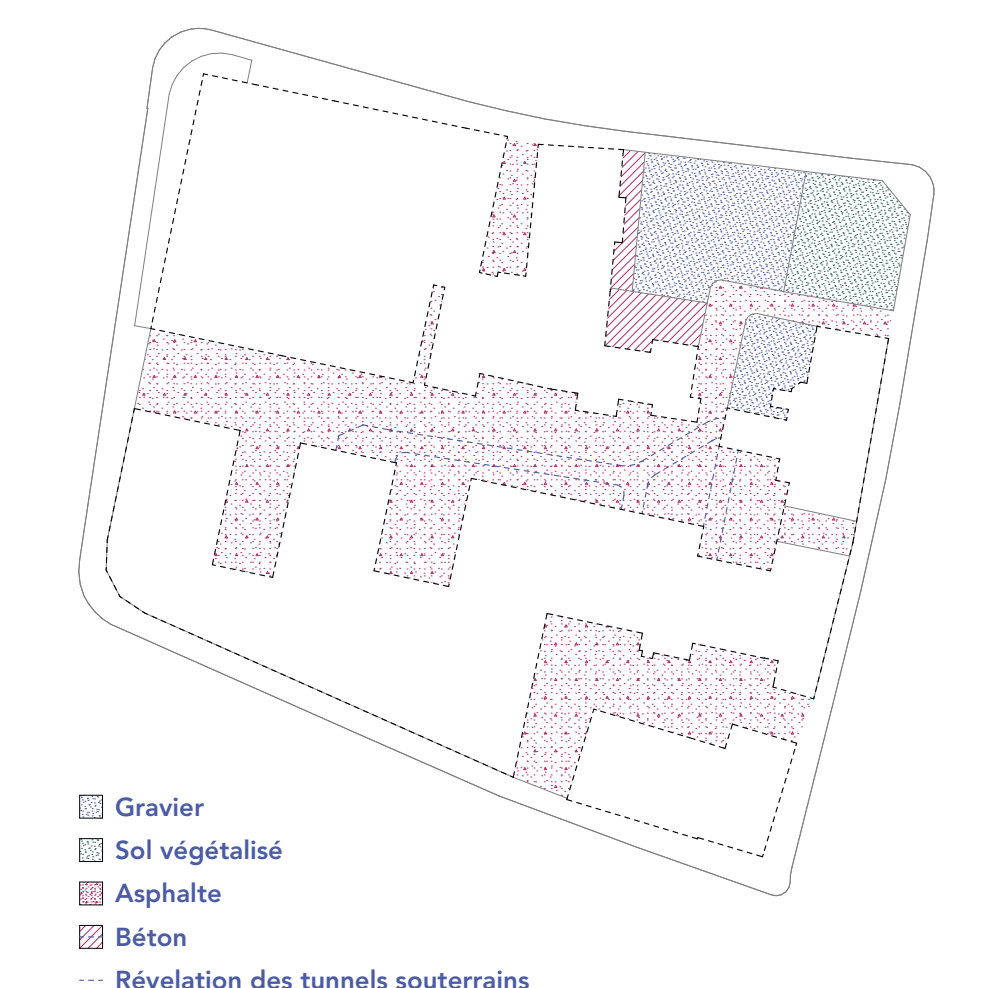 Gravier
Sol végétalisé
Asphalte
Béton
Révelation des tunnels souterrains